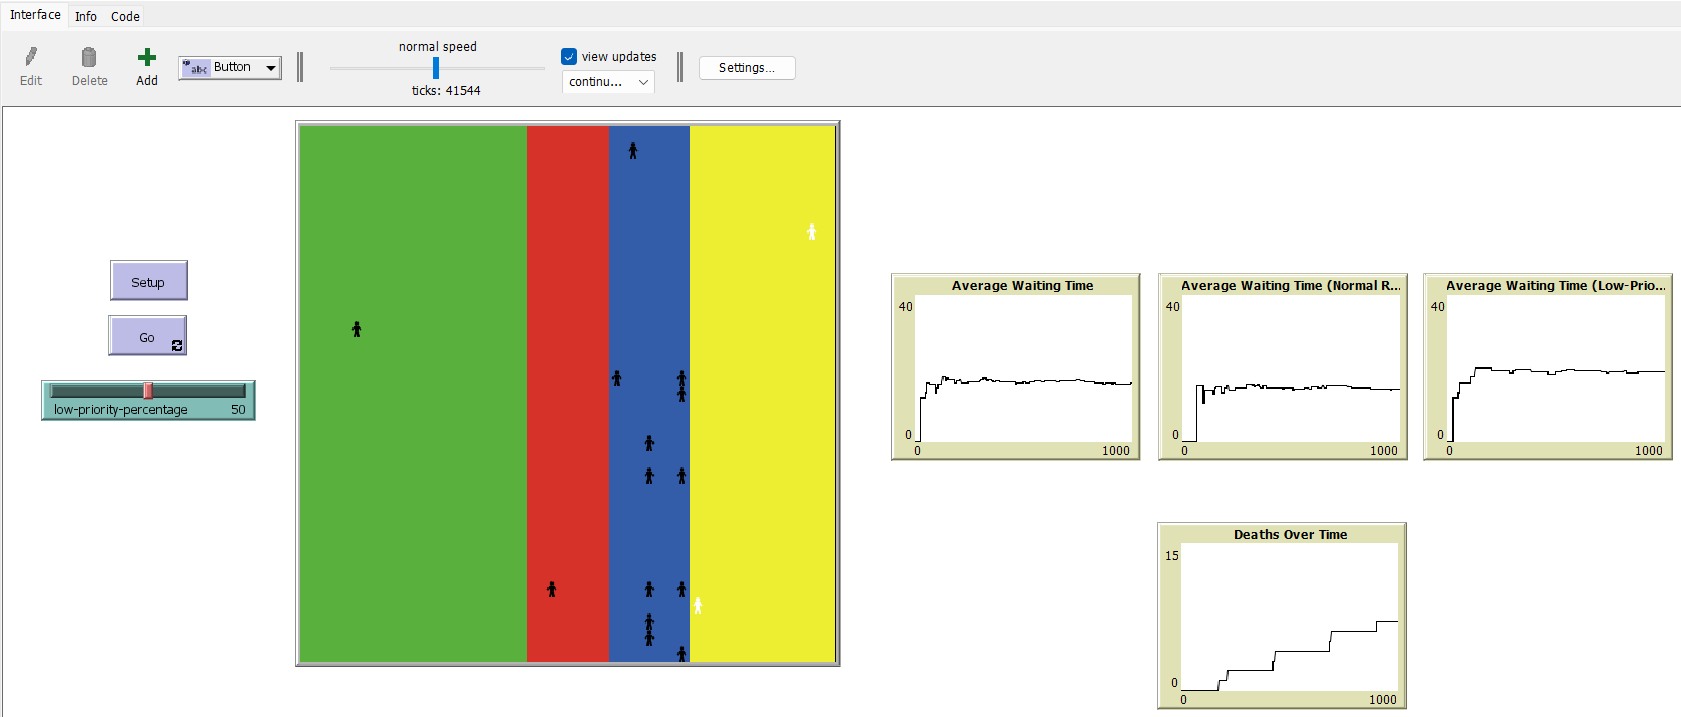 Interface Info Code
normal speed
view updates
Edit Delete Add abc Button
continu... Settings...
ticks: 41544
Setup
Go
low-priority-percentage 50
Average Waiting Time
40
0
0 1000
Average Waiting Time (Normal R...
40
0
0 1000
Average Waiting Time (Low-Prio...
40
0
0 1000
Deaths Over Time
15
0
0 1000